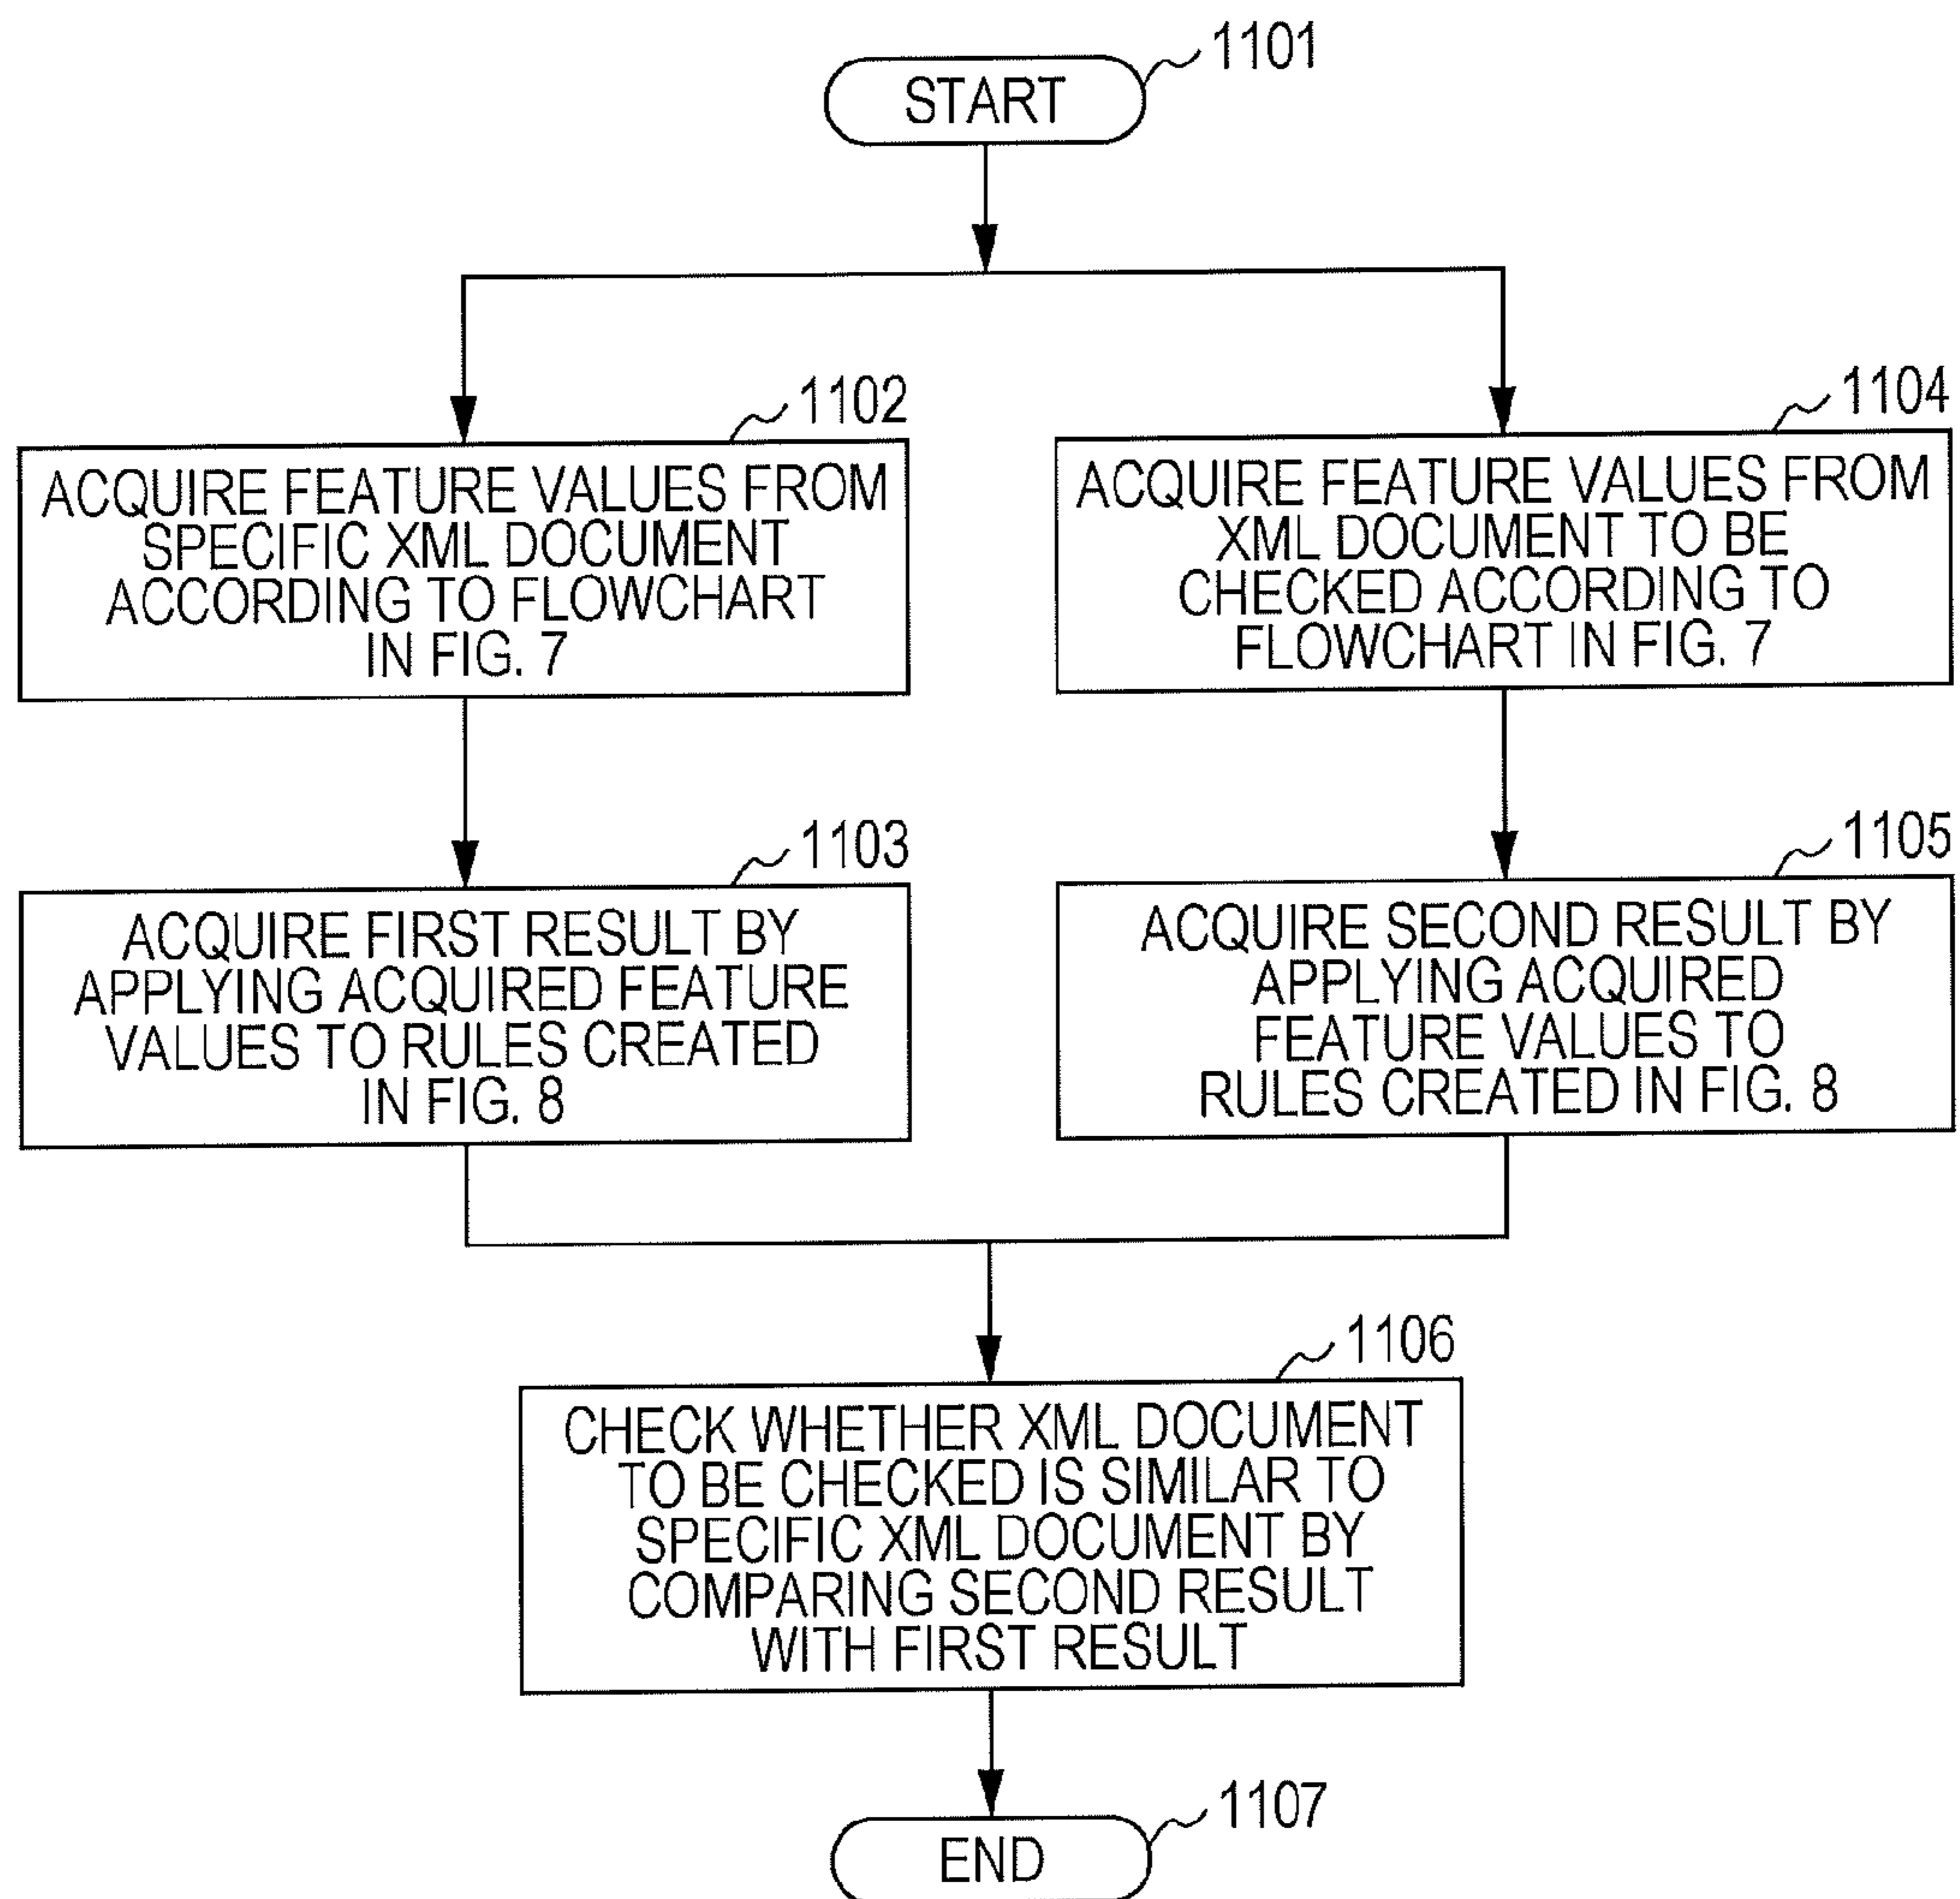 1101
START
1102
ACQUIRE FEATURE VALUES FROM
SPECIFIC XML DOCUMENT
ACCORDING TO FLOWCHART
IN FIG. 7
1104
ACQUIRE FEATURE VALUES FROM
XML DOCUMENT TO BE
CHECKED ACCORDING TO
FLOWCHART IN FIG. 7
1103
ACQUIRE FIRST RESULT BY
APPLYING ACQUIRED FEATURE
VALUES TO RULES CREATED
IN FIG. 8
1105
ACQUIRE SECOND RESULT BY
APPLYING ACQUIRED
FEATURE VALUES TO
RULES CREATED IN FIG. 8
1106
CHECK WHETHER XML DOCUMENT
TO BE CHECKED IS SIMILAR TO
SPECIFIC XML DOCUMENT BY
COMPARING SECOND RESULT
WITH FIRST RESULT
1107
END